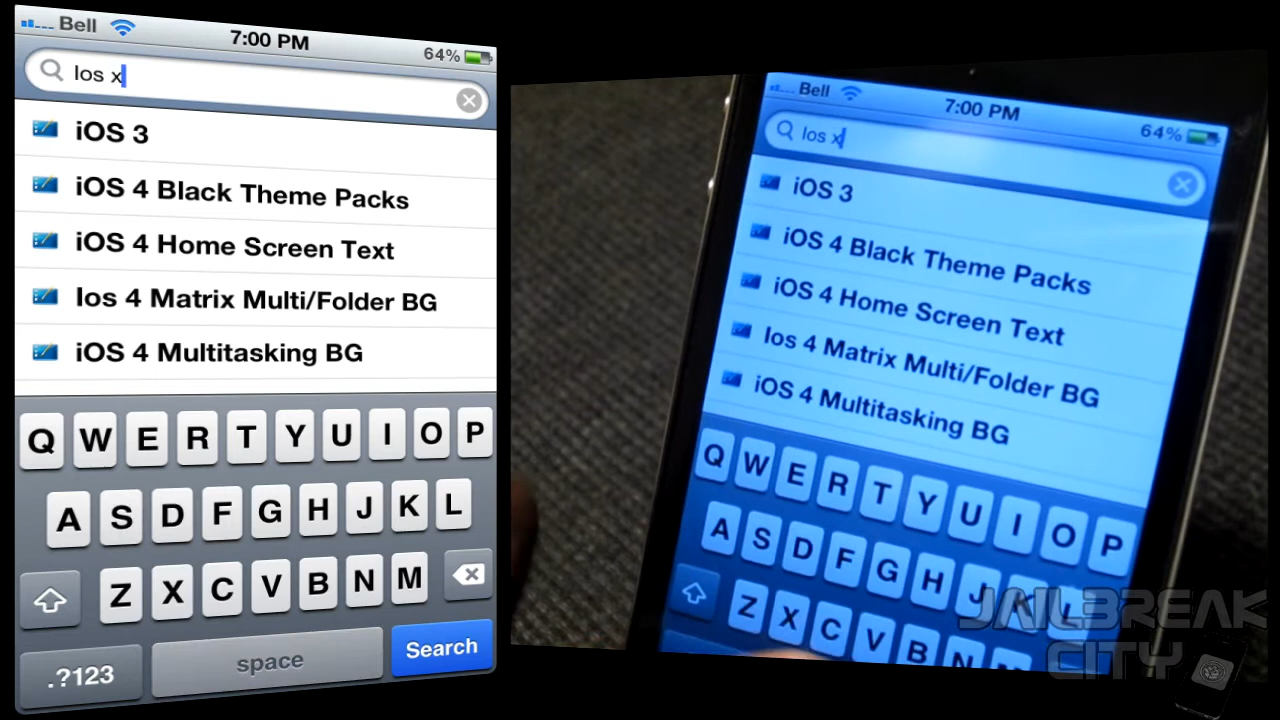 Bell 7:00 PM 64%
Ios x
iOS 3
iOS 4 Black Theme Packs
iOS 4 Home Screen Text
Ios 4 Matrix Multi/Folder BG
iOS 4 Multitasking BG
Q W E R T Y U I O P
A S D F G H J K L
Z X C V B N M
.?123 space Search
Bell 7:00 PM 64%
Ios x
iOS 3
iOS 4 Black Theme Packs
iOS 4 Home Screen Text
Ios 4 Matrix Multi/Folder BG
iOS 4 Multitasking BG
Q W E R T Y U I O P
A S D F G H J K L
Z X C V B N M
JAILBREAK
CITY